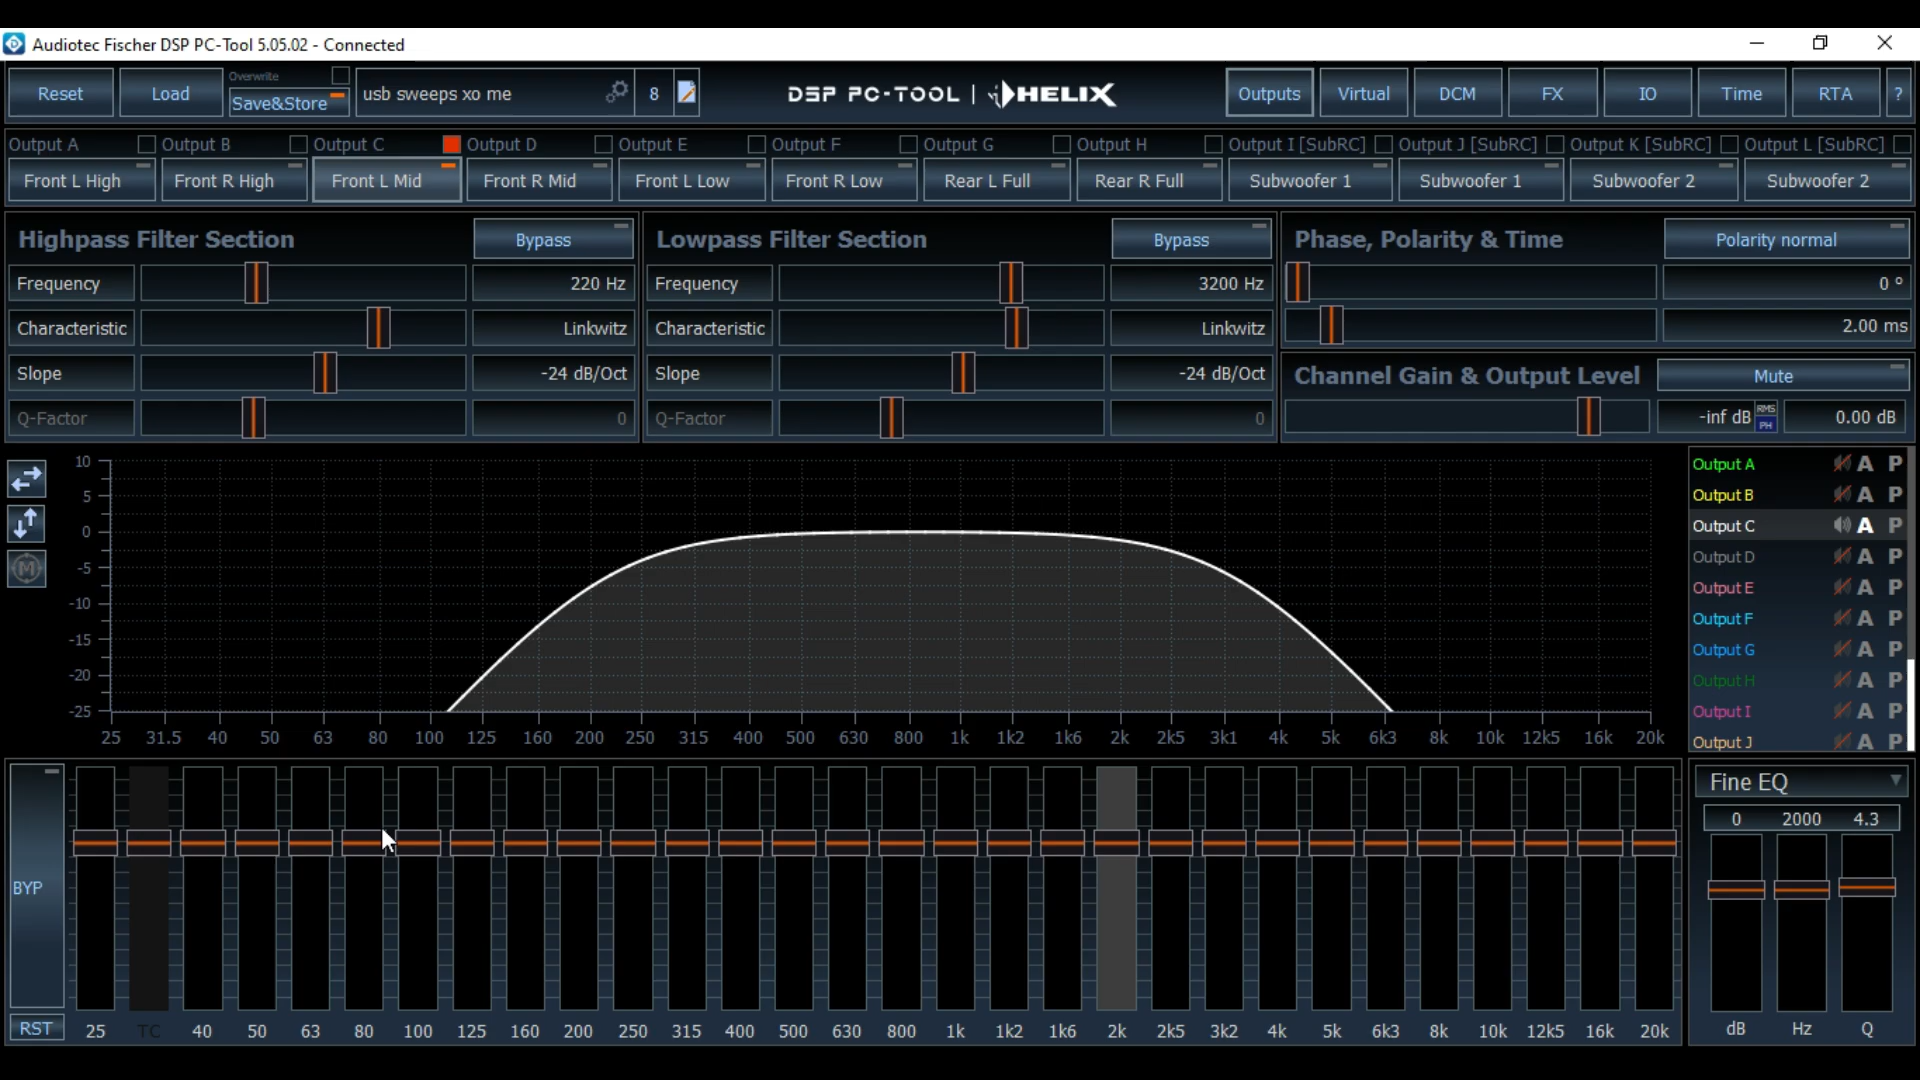 Audiotec Fischer DSP PC-Tool 5.05.02 - Connected
Reset Load Overwrite Save&Store usb sweeps xo me 8 DSP PC-TOOL | HELIX Outputs Virtual DCM FX IO Time RTA ?
Output A Output B Output C Output D Output E Output F Output G Output H Output I [SubRC] Output J [SubRC] Output K [SubRC] Output L [SubRC]
Front L High Front R High Front L Mid Front R Mid Front L Low Front R Low Rear L Full Rear R Full Subwoofer 1 Subwoofer 1 Subwoofer 2 Subwoofer 2
Highpass Filter Section Bypass Lowpass Filter Section Bypass Phase, Polarity & Time Polarity normal
Frequency 220 Hz Frequency 3200 Hz 0 °
Characteristic Linkwitz Characteristic Linkwitz 2.00 ms
Slope -24 dB/Oct Slope -24 dB/Oct Channel Gain & Output Level Mute
Q-Factor 0 Q-Factor 0 -inf dB RMS PH 0.00 dB
10 Output A A P
5 Output B A P
0 Output C A P
-5 Output D A P
-10 Output E A P
-15 Output F A P
-20 Output G A P
Output H A P
-25 Output I A P
25 31.5 40 50 63 80 100 125 160 200 250 315 400 500 630 800 1k 1k2 1k6 2k 2k5 3k1 4k 5k 6k3 8k 10k 12k5 16k 20k Output J A P
M
Fine EQ
0 2000 4.3
BYP
RST 25 TC 40 50 63 80 100 125 160 200 250 315 400 500 630 800 1k 1k2 1k6 2k 2k5 3k2 4k 5k 6k3 8k 10k 12k5 16k 20k dB Hz Q